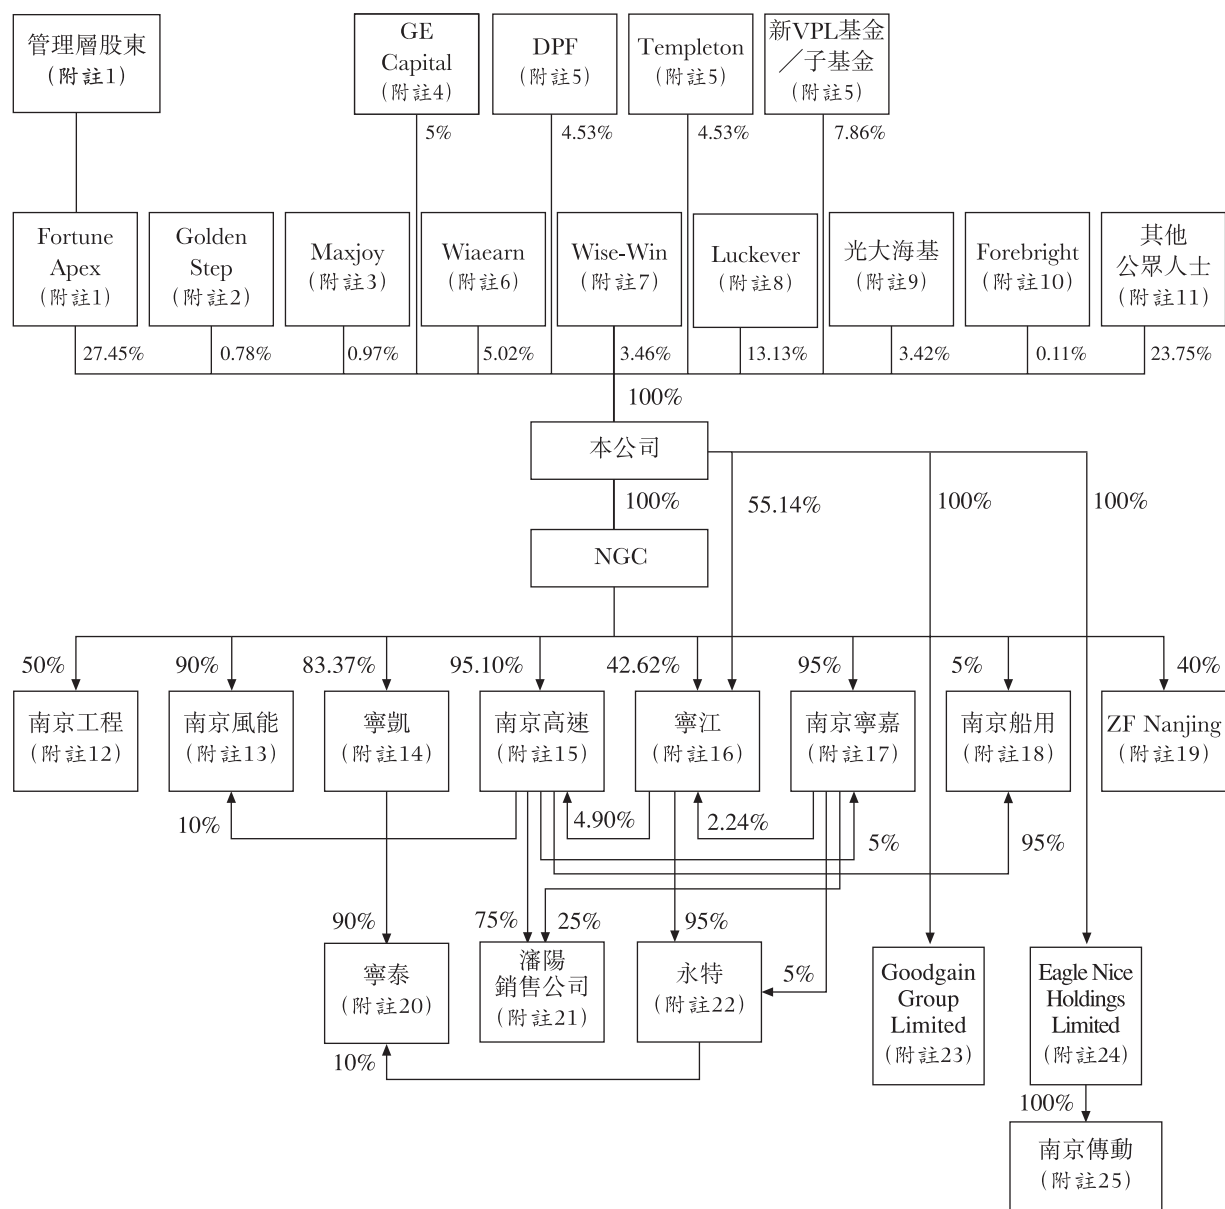 管理層股東
(附註1)
GE
Capital
(附註4)
DPF
(附註5)
Templeton
(附註5)
新VPL基金
／子基金
(附註5)
5%
4.53%
4.53%
7.86%
Fortune
Apex
(附註1)
Golden
Step
(附註2)
Maxjoy
(附註3)
Wiaearn
(附註6)
Wise-Win
(附註7)
Luckever
(附註8)
光大海基
(附註9)
Forebright
(附註10)
其他
公眾人士
(附註11)
27.45%
0.78%
0.97%
5.02%
3.46%
13.13%
3.42%
0.11%
23.75%
100%
本公司
100%
55.14%
100%
100%
NGC
50%
90%
83.37%
95.10%
42.62%
95%
5%
40%
南京工程
(附註12)
南京風能
(附註13)
寧凱
(附註14)
南京高速
(附註15)
寧江
(附註16)
南京寧嘉
(附註17)
南京船用
(附註18)
ZF Nanjing
(附註19)
10%
4.90%
2.24%
5%
95%
90%
75%
25%
95%
5%
寧泰
(附註20)
瀋陽
銷售公司
(附註21)
永特
(附註22)
Goodgain
Group
Limited
(附註23)
Eagle Nice
Holdings
Limited
(附註24)
10%
100%
南京傳動
(附註25)